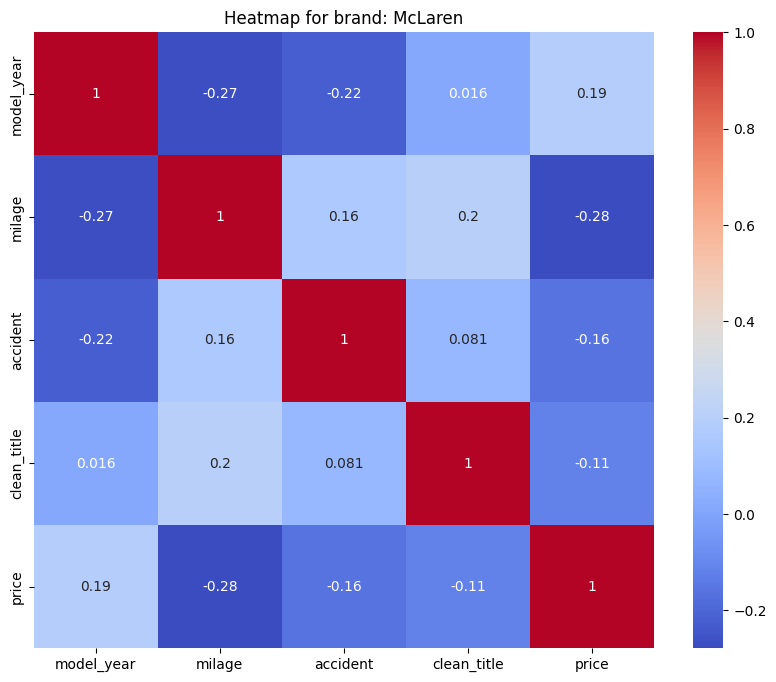 Heatmap for brand: McLaren
model_year 1 -0.27 -0.22 0.016 0.19
milage -0.27 1 0.16 0.2 -0.28
accident -0.22 0.16 1 0.081 -0.16
clean_title 0.016 0.2 0.081 1 -0.11
price 0.19 -0.28 -0.16 -0.11 1
model_year milage accident clean_title price
1.0
0.8
0.6
0.4
0.2
0.0
−0.2